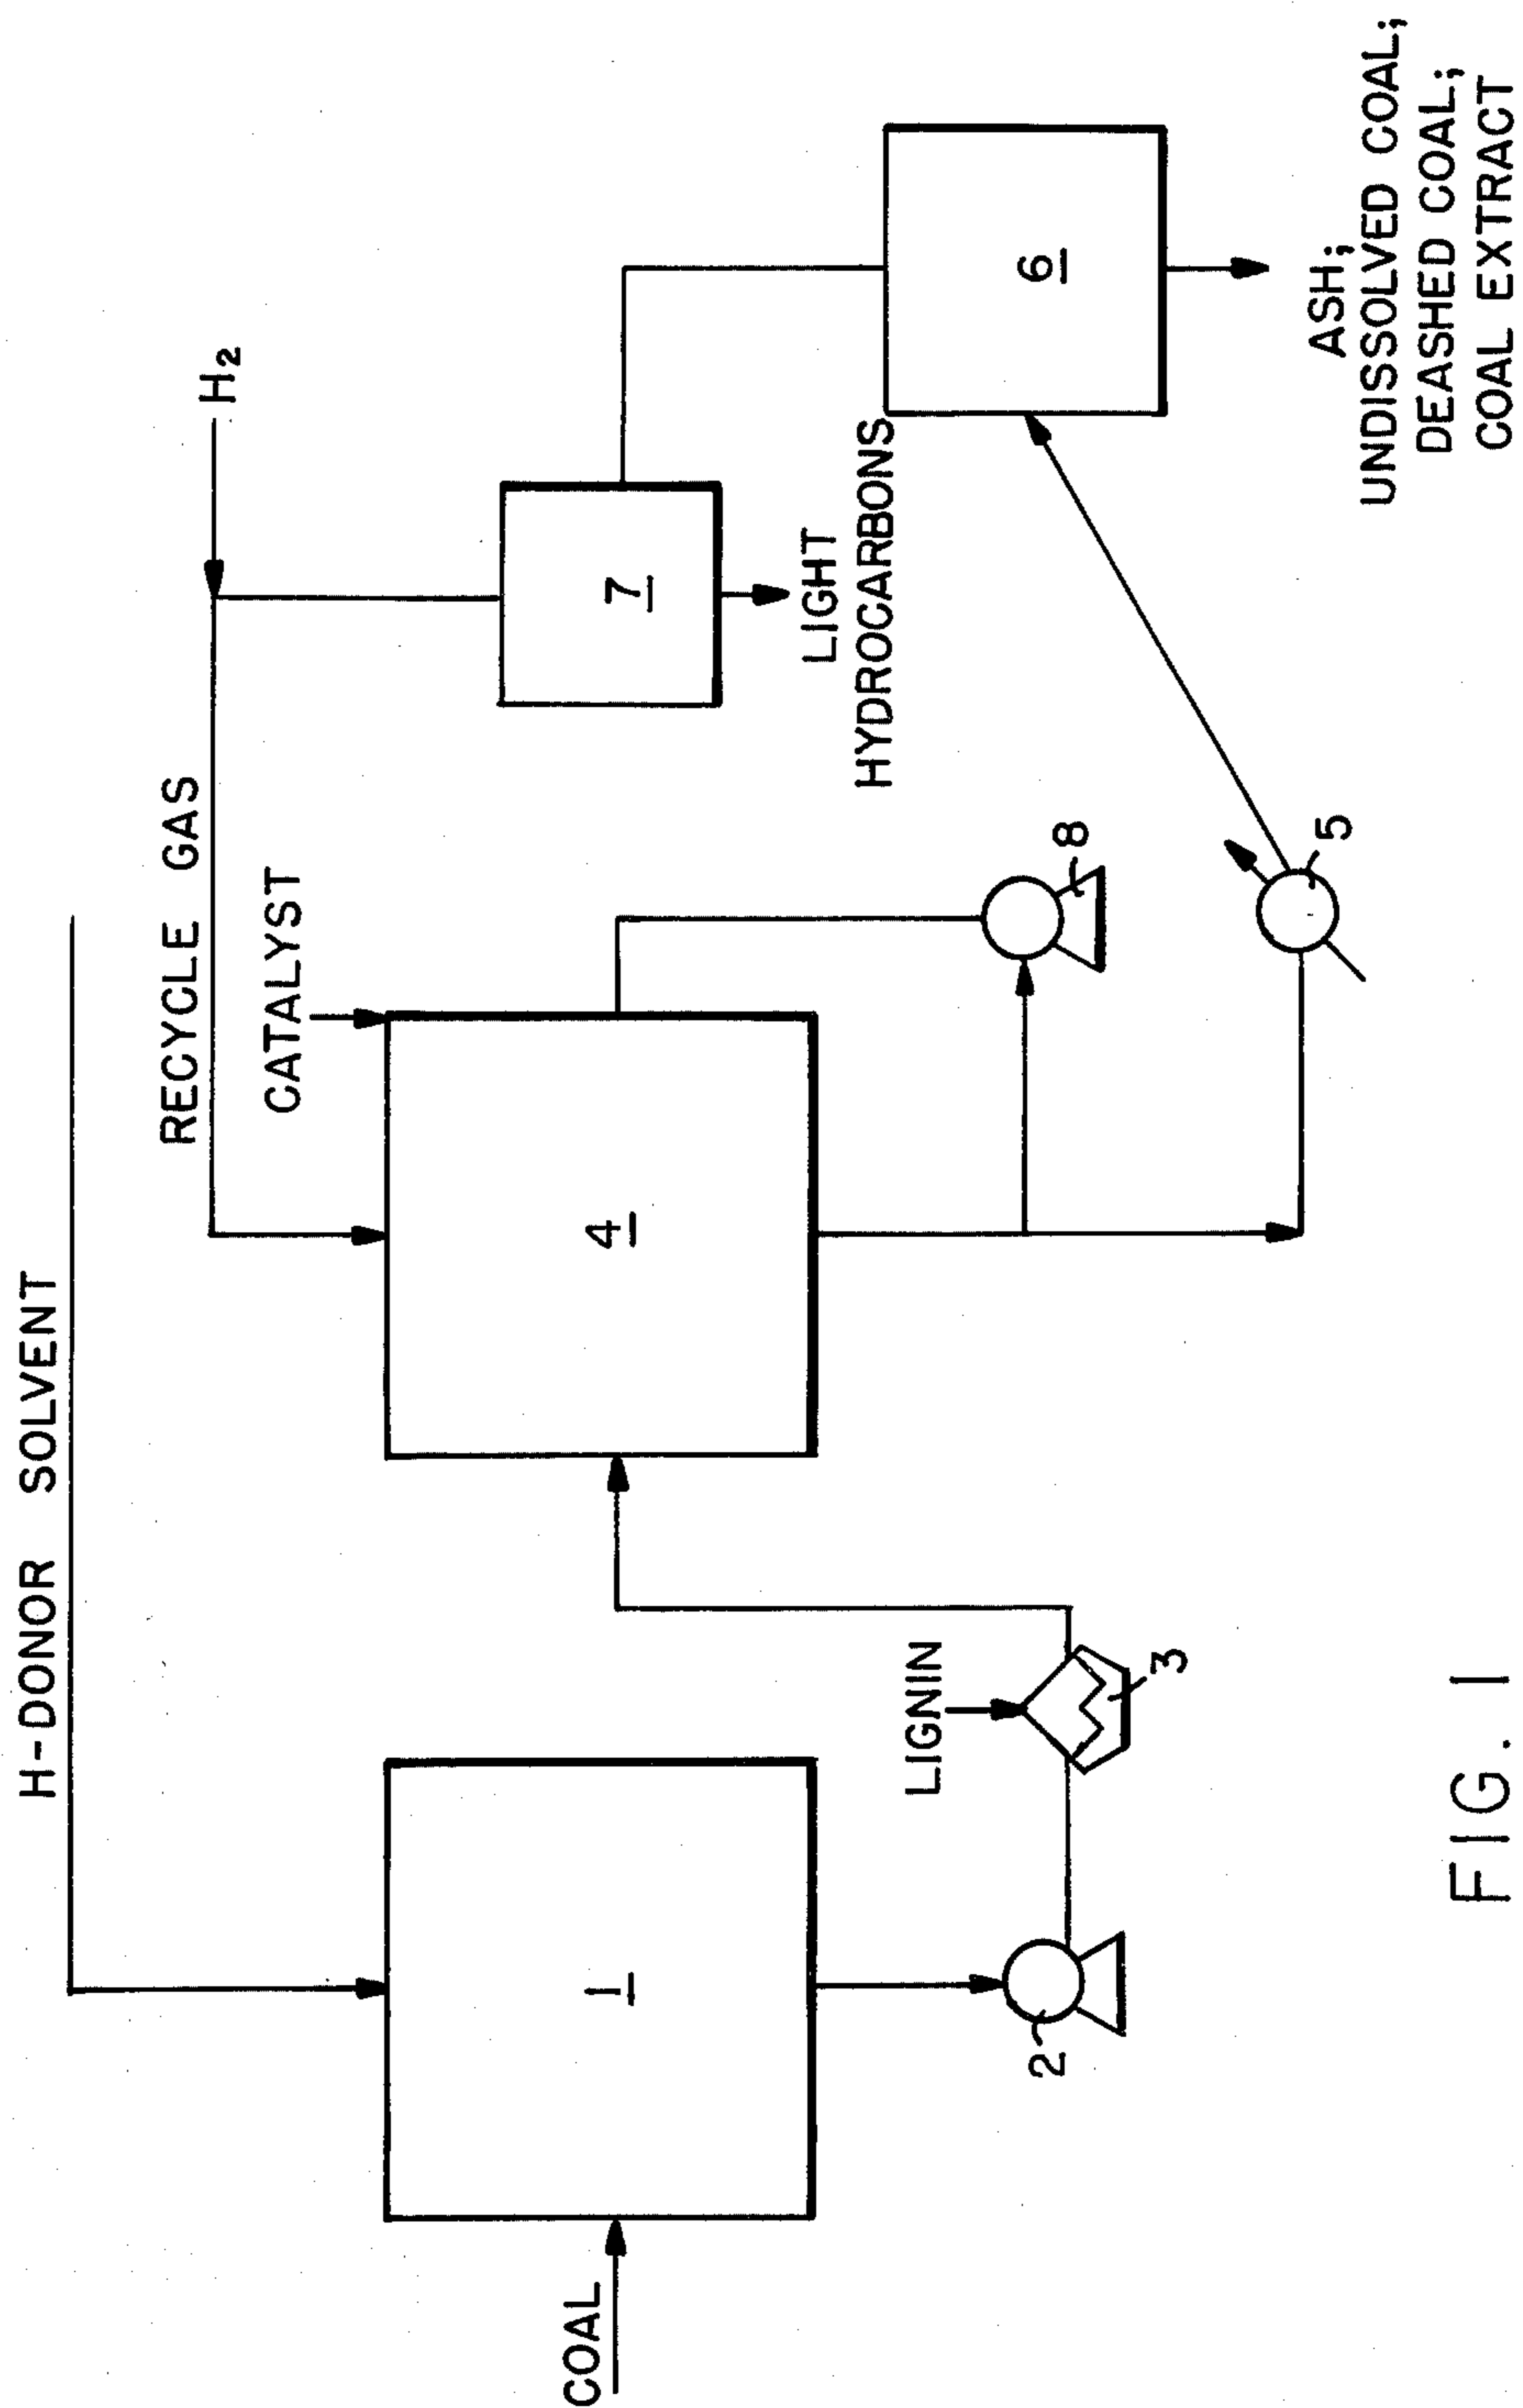 H-DONOR SOLVENT
RECYCLE GAS
H2
CATALYST
COAL
1
4
7
LIGHT
HYDROCARBONS
LIGNIN
2
3
8
5
6
ASH;
UNDISSOLVED COAL;
DEASHED COAL;
COAL EXTRACT
FIG. 1